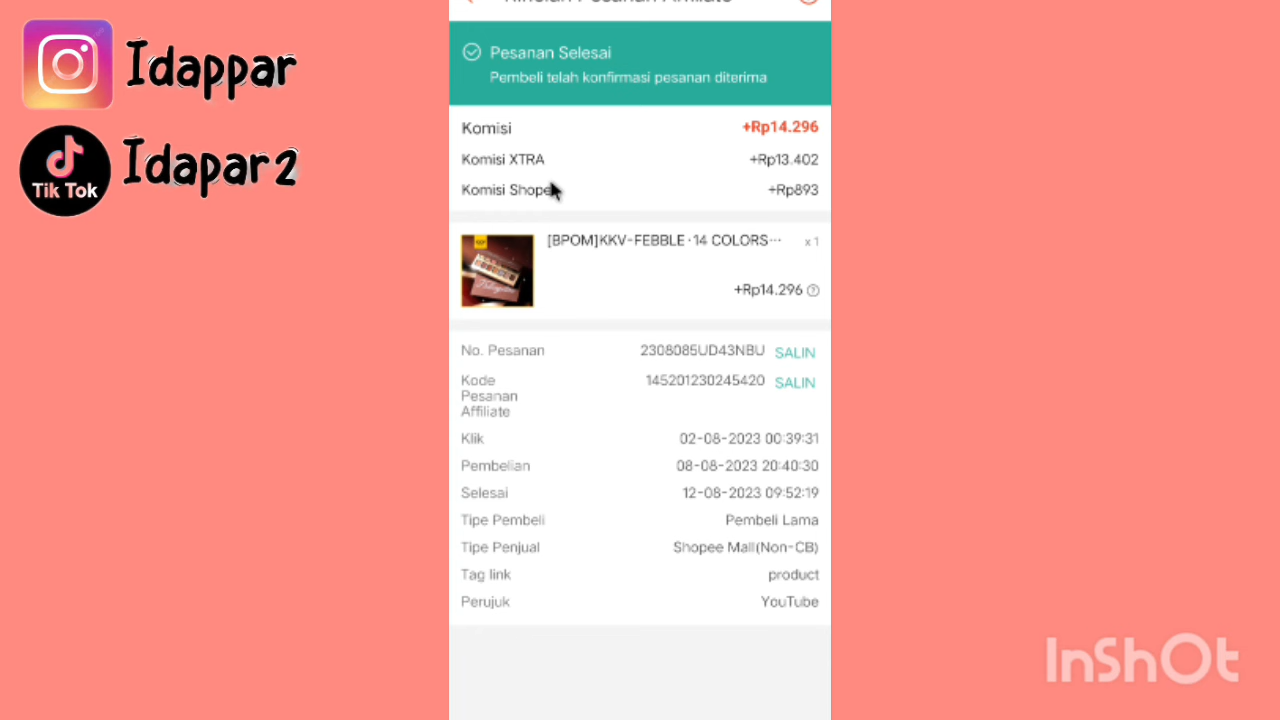 Idappar
Tik Tok
Idapar2
Pesanan Selesai
Pembeli telah konfirmasi pesanan diterima
Komisi +Rp14.296
Komisi XTRA +Rp13.402
Komisi Shope +Rp893
[BPOM]KKV-FEBBLE·14 COLORS··· x 1
+Rp14.296
No. Pesanan 2308085UD43NBU SALIN
Kode Pesanan Affiliate 145201230245420 SALIN
Klik 02-08-2023 00:39:31
Pembelian 08-08-2023 20:40:30
Selesai 12-08-2023 09:52:19
Tipe Pembeli Pembeli Lama
Tipe Penjual Shopee Mall(Non-CB)
Tag link product
Perujuk YouTube
InShOt